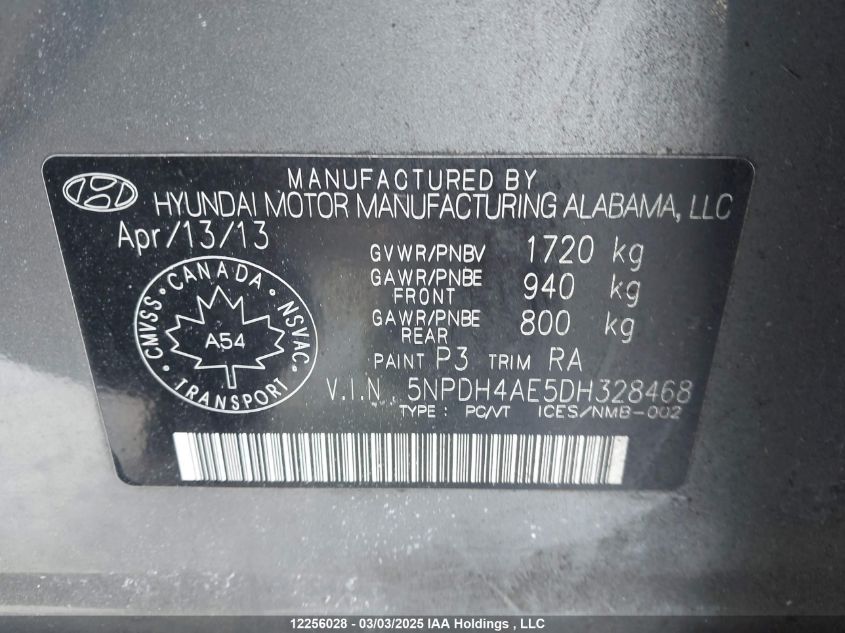 MANUFACTURED BY
HYUNDAI MOTOR MANUFACTURING ALABAMA, LLC
Apr/13/13
GVWR/PNBV 1720 kg
GAWR/PNBE FRONT 940 kg
GAWR/PNBE REAR 800 kg
PAINT P3 TRIM RA
V.I.N. 5NPDH4AE5DH328468
TYPE: PC/VT ICES/NMB-002
CANADA
CMVSS
NSVAC
A54
TRANSPORT
12256028 - 03/03/2025 IAA Holdings , LLC